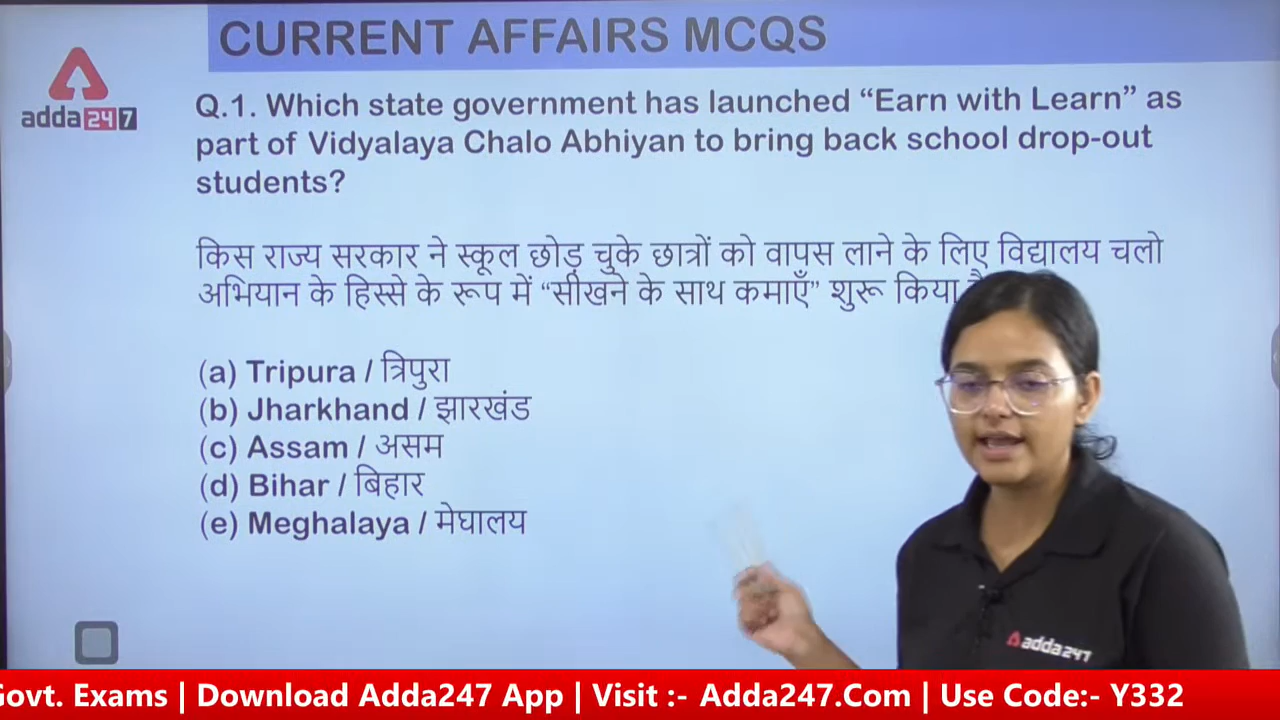 CURRENT AFFAIRS MCQS
adda247
Q.1. Which state government has launched “Earn with Learn” as
part of Vidyalaya Chalo Abhiyan to bring back school drop-out
students?
किस राज्य सरकार ने स्कूल छोड़ चुके छात्रों को वापस लाने के लिए विद्यालय चलो
अभियान के हिस्से के रूप में “सीखने के साथ कमाएँ” शुरू किया
(a) Tripura / त्रिपुरा
(b) Jharkhand / झारखंड
(c) Assam / असम
(d) Bihar / बिहार
(e) Meghalaya / मेघालय
adda247
Govt. Exams | Download Adda247 App | Visit :- Adda247.Com | Use Code:- Y332